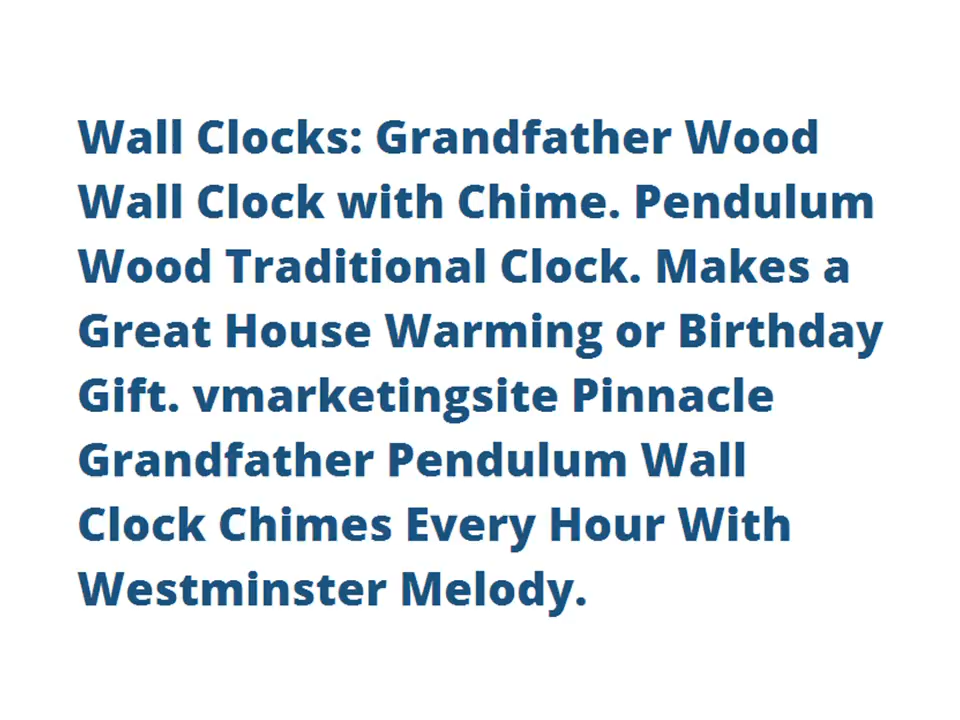 Wall Clocks: Grandfather Wood
Wall Clock with Chime. Pendulum
Wood Traditional Clock. Makes a
Great House Warming or Birthday
Gift. vmarketingsite Pinnacle
Grandfather Pendulum Wall
Clock Chimes Every Hour With
Westminster Melody.